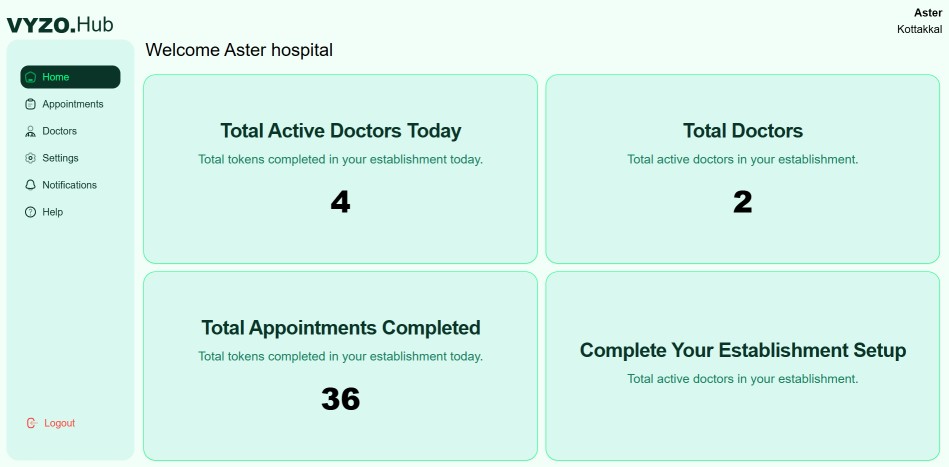 VYZO.Hub
Aster
Kottakkal
Welcome Aster hospital
Home
Appointments
Doctors
Settings
Notifications
Help
Logout
Total Active Doctors Today
Total tokens completed in your establishment today.
4
Total Doctors
Total active doctors in your establishment.
2
Total Appointments Completed
Total tokens completed in your establishment today.
36
Complete Your Establishment Setup
Total active doctors in your establishment.